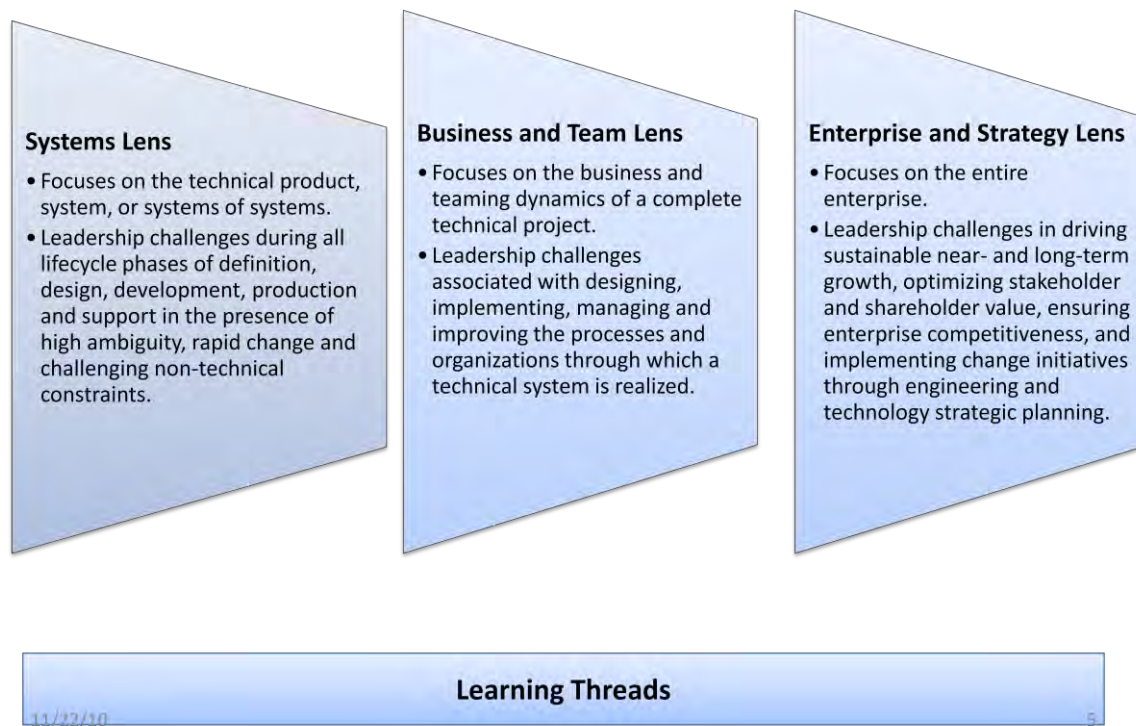 Systems Lens
• Focuses on the technical product,
system, or systems of systems.
• Leadership challenges during all
lifecycle phases of definition,
design, development, production
and support in the presence of
high ambiguity, rapid change and
challenging non-technical
constraints.
Business and Team Lens
• Focuses on the business and
teaming dynamics of a complete
technical project.
• Leadership challenges
associated with designing,
implementing, managing and
improving the processes and
organizations through which a
technical system is realized.
Enterprise and Strategy Lens
• Focuses on the entire
enterprise.
• Leadership challenges in driving
sustainable near- and long-term
growth, optimizing stakeholder
and shareholder value, ensuring
enterprise competitiveness, and
implementing change initiatives
through engineering and
technology strategic planning.
Learning Threads
11/22/10
5